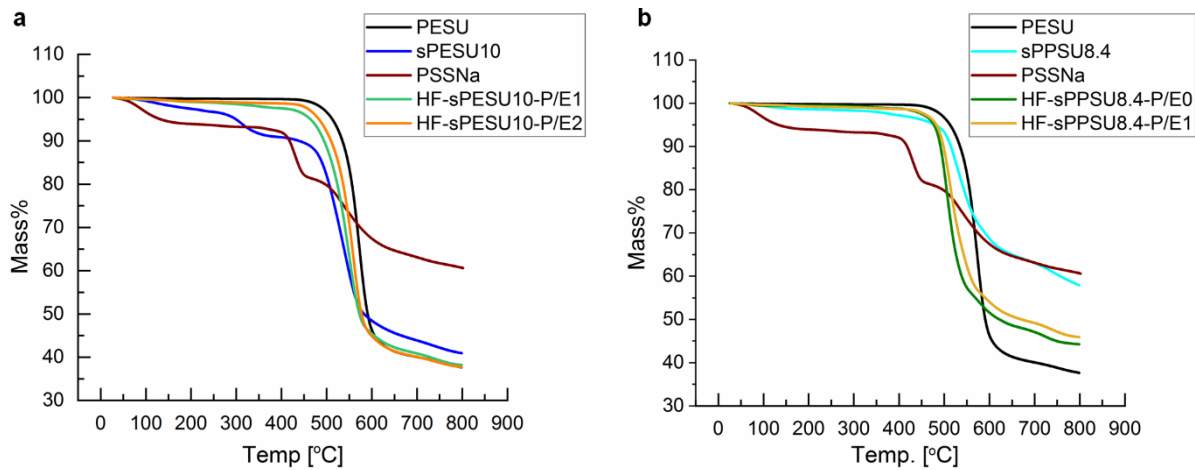 a
PESU
sPESU10
PSSNa
HF-sPESU10-P/E1
HF-sPESU10-P/E2
110
100
90
80
70
60
50
40
30
Mass%
0 100 200 300 400 500 600 700 800 900
Temp [°C]
b
PESU
sPPSU8.4
PSSNa
HF-sPPSU8.4-P/E0
HF-sPPSU8.4-P/E1
110
100
90
80
70
60
50
40
30
Mass%
0 100 200 300 400 500 600 700 800 900
Temp. [°C]